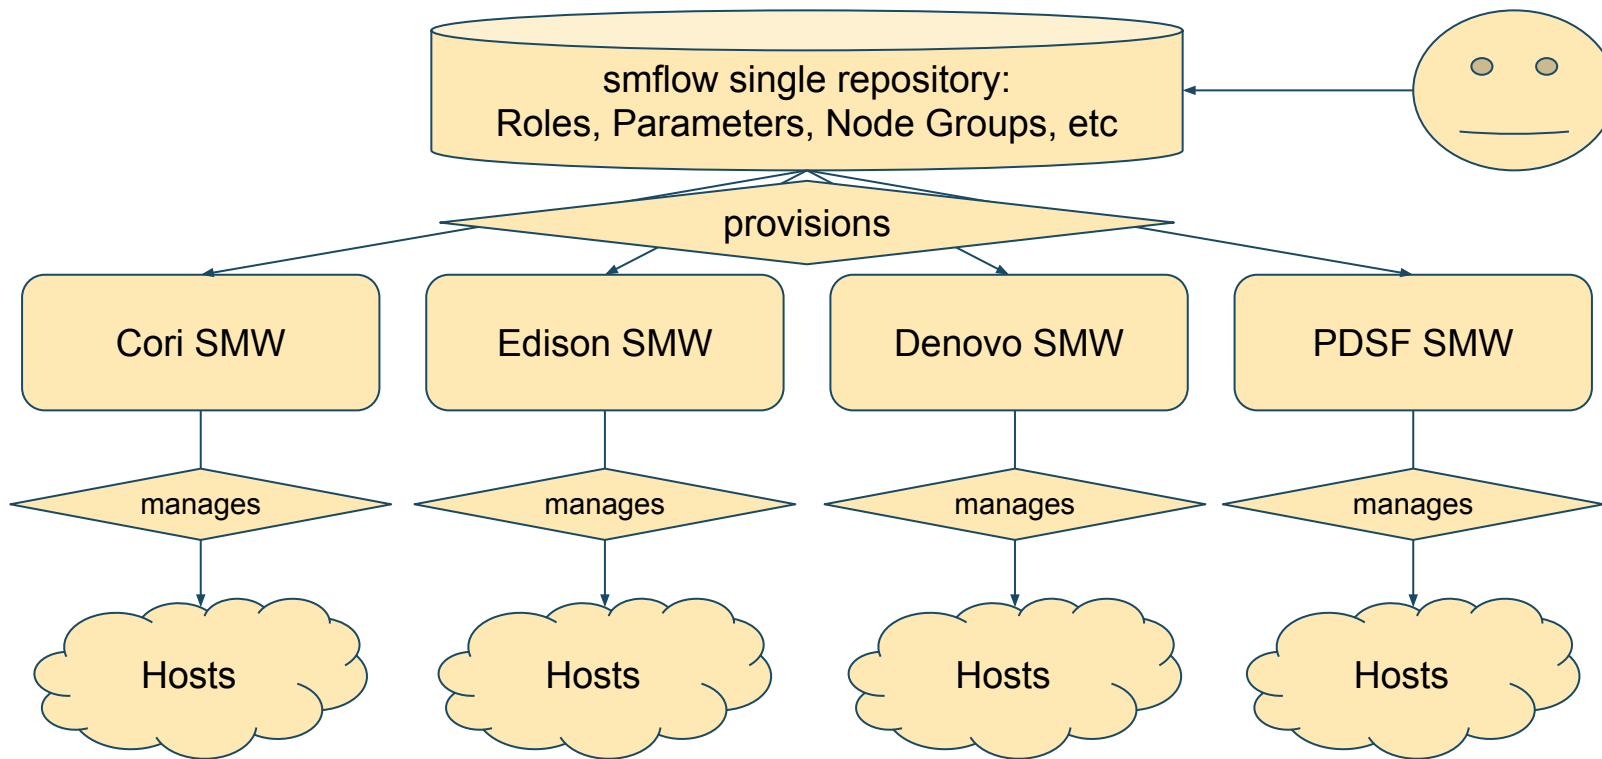 smflow single repository:
Roles, Parameters, Node Groups, etc
provisions
Cori SMW
Edison SMW
Denovo SMW
PDSF SMW
manages
manages
manages
manages
Hosts
Hosts
Hosts
Hosts